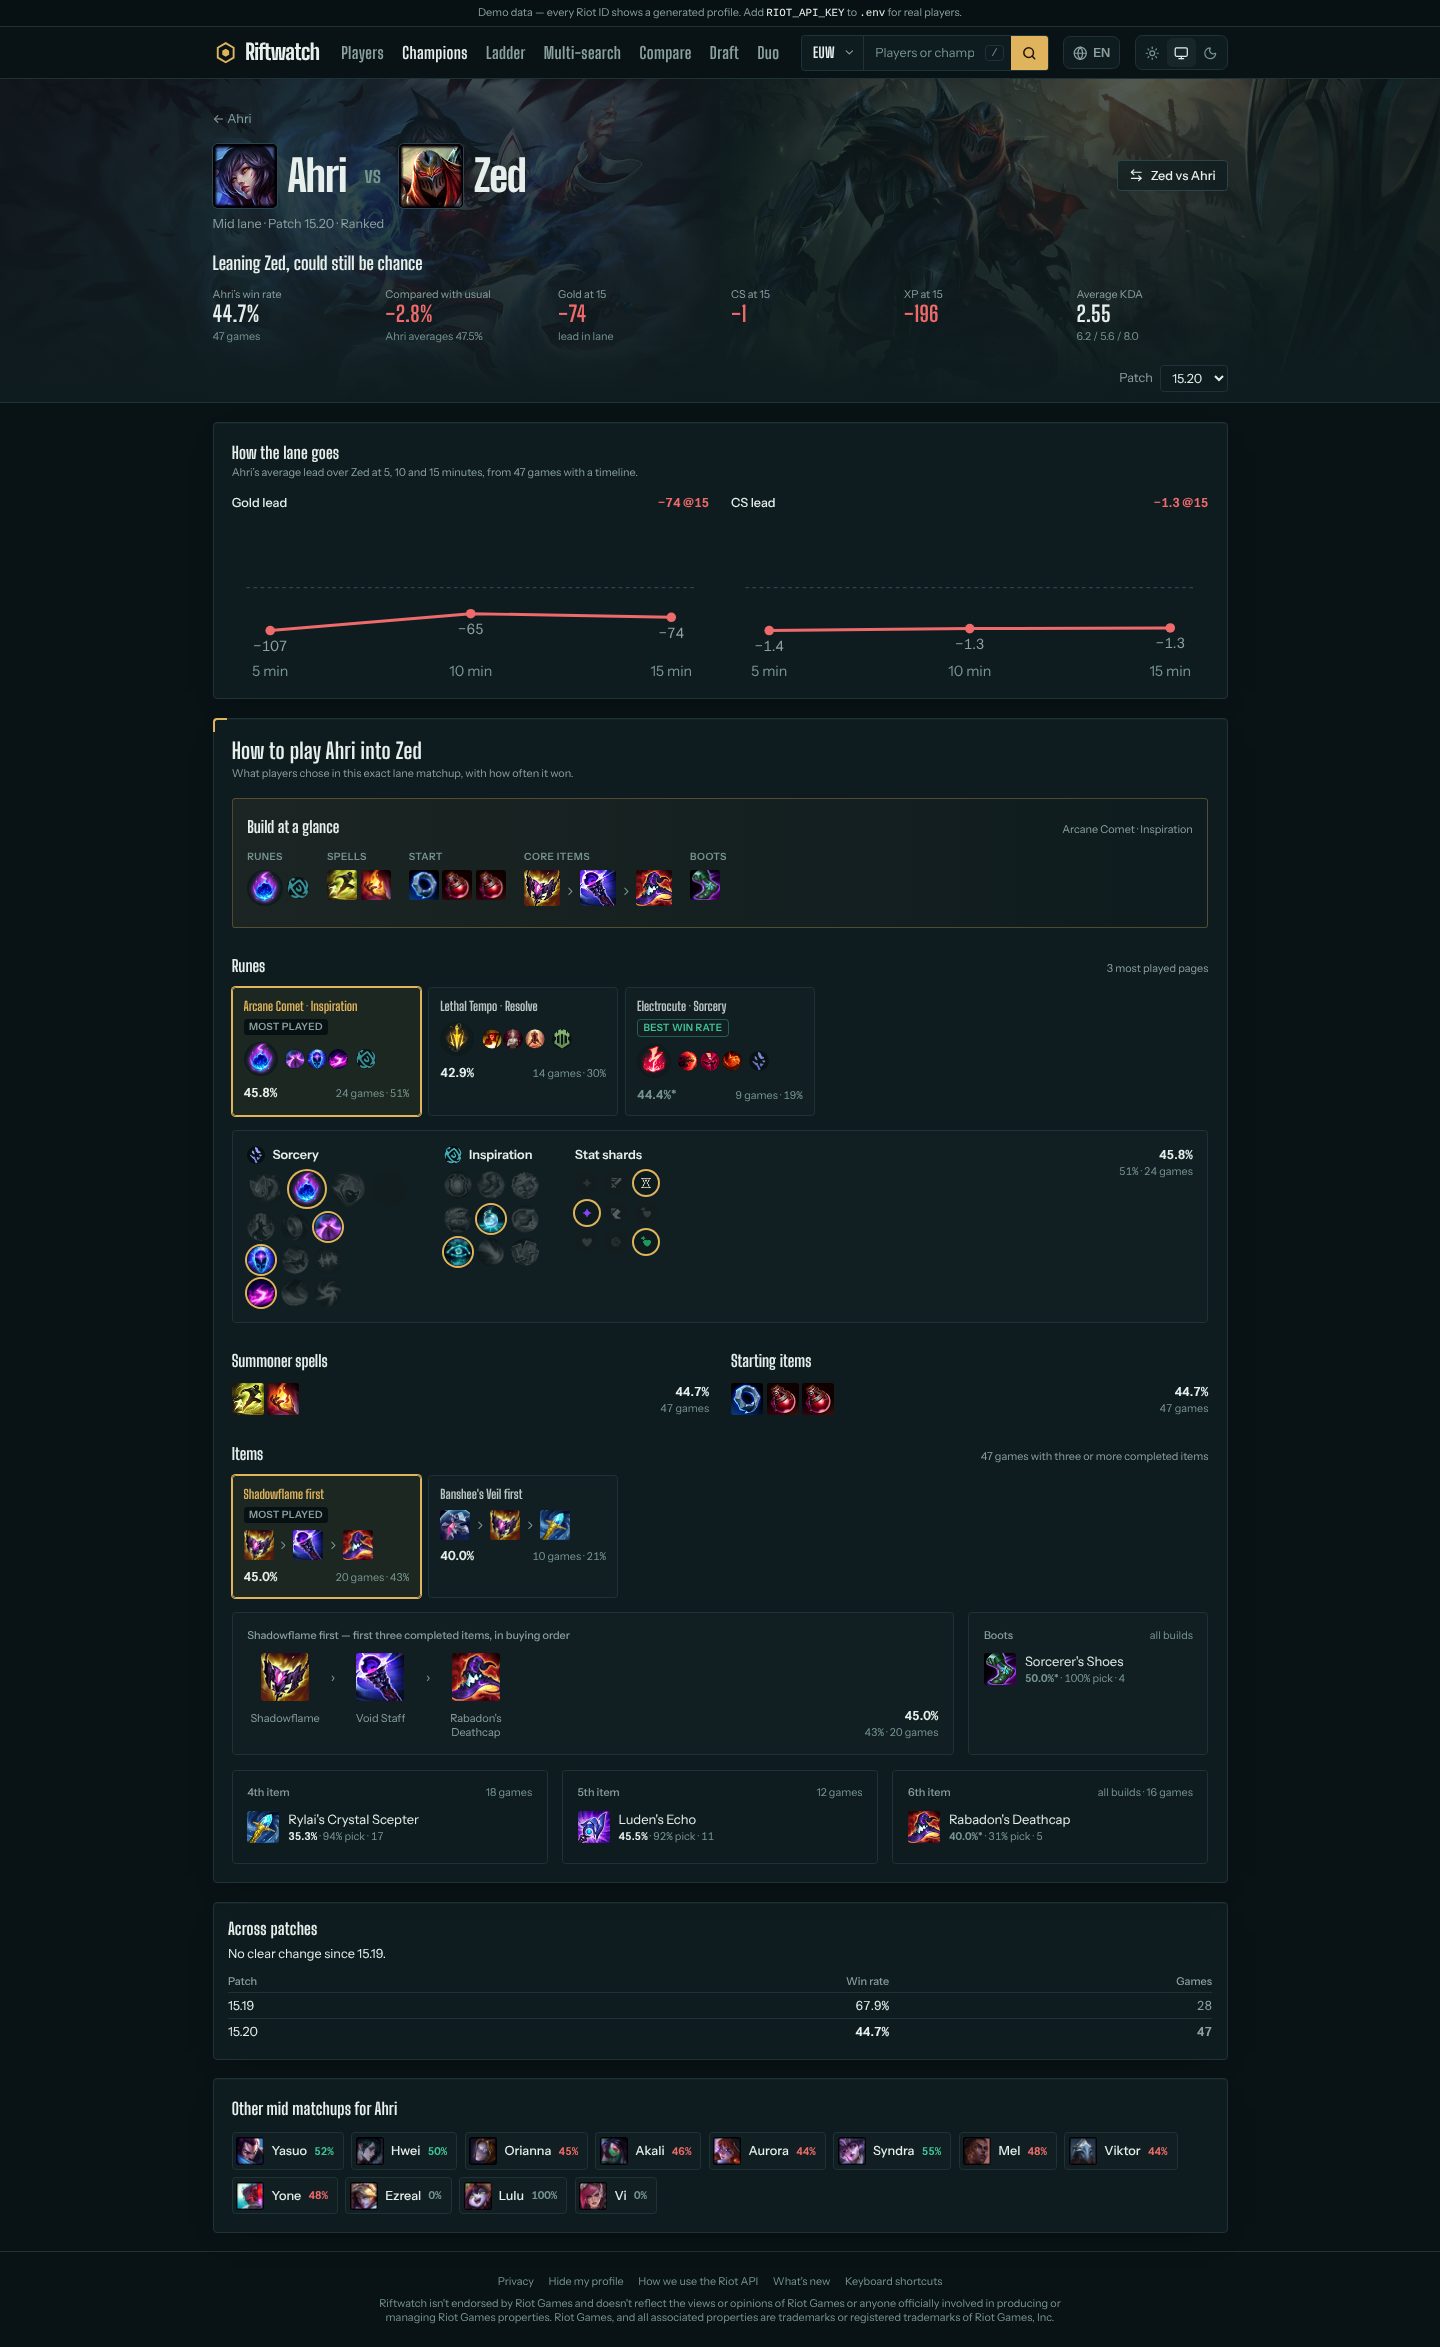 Demo data — every Riot ID shows a generated profile. Add RIOT_API_KEY to .env for real players.
Riftwatch Players Champions Ladder Multi-search Compare Draft Duo EUW Players or champ / EN
← Ahri
Ahri vs Zed
Zed vs Ahri
Mid lane · Patch 15.20 · Ranked
Leaning Zed, could still be chance
Ahri's win rate Compared with usual Gold at 15 CS at 15 XP at 15 Average KDA
44.7% −2.8% −74 −1 −196 2.55
47 games Ahri averages 47.5% lead in lane 6.2 / 5.6 / 8.0
Patch 15.20
How the lane goes
Ahri's average lead over Zed at 5, 10 and 15 minutes, from 47 games with a timeline.
Gold lead −74 @15 CS lead −1.3 @15
−107 −65 −74 −1.4 −1.3 −1.3
5 min 10 min 15 min 5 min 10 min 15 min
How to play Ahri into Zed
What players chose in this exact lane matchup, with how often it won.
Build at a glance Arcane Comet · Inspiration
RUNES SPELLS START CORE ITEMS BOOTS
Runes 3 most played pages
Arcane Comet · Inspiration Lethal Tempo · Resolve Electrocute · Sorcery
MOST PLAYED BEST WIN RATE
45.8% 24 games · 51% 42.9% 14 games · 30% 44.4%* 9 games · 19%
Sorcery Inspiration Stat shards 45.8%
51% · 24 games
Summoner spells Starting items
44.7% 44.7%
47 games 47 games
Items 47 games with three or more completed items
Shadowflame first Banshee's Veil first
MOST PLAYED
45.0% 20 games · 43% 40.0% 10 games · 21%
Shadowflame first — first three completed items, in buying order
Boots all builds
Sorcerer's Shoes
50.0%* · 100% pick · 4
Shadowflame Void Staff Rabadon's Deathcap
45.0%
43% · 20 games
4th item 18 games 5th item 12 games 6th item all builds · 16 games
Rylai's Crystal Scepter Luden's Echo Rabadon's Deathcap
35.3% · 94% pick · 17 45.5% · 92% pick · 11 40.0%* · 31% pick · 5
Across patches
No clear change since 15.19.
Patch Win rate Games
15.19 67.9% 28
15.20 44.7% 47
Other mid matchups for Ahri
Yasuo 52% Hwei 50% Orianna 45% Akali 46% Aurora 44% Syndra 55% Mel 48% Viktor 44%
Yone 48% Ezreal 0% Lulu 100% Vi 0%
Privacy Hide my profile How we use the Riot API What's new Keyboard shortcuts
Riftwatch isn't endorsed by Riot Games and doesn't reflect the views or opinions of Riot Games or anyone officially involved in producing or
managing Riot Games properties. Riot Games, and all associated properties are trademarks or registered trademarks of Riot Games, Inc.